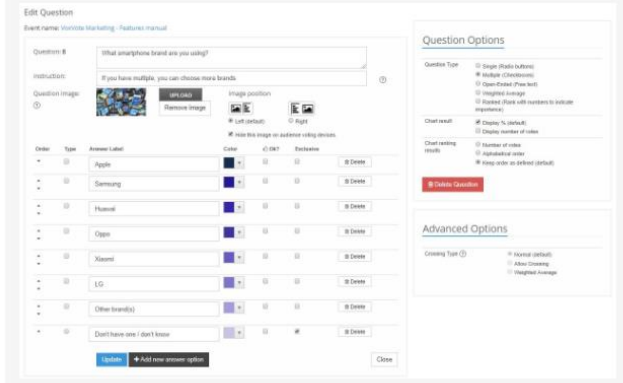 Edit Question
Event name: VoxVote Marketing - Features manual
Question: 8
What smartphone brand are you using?
Instruction:
If you have multiple, you can choose more brands
Question Image:
UPLOAD
Remove Image
Image position
Left (default)
Right
Hide this image on audience voting devices.
Order Type Answer Label Color Ok? Exclusive
Apple Delete
Samsung Delete
Huawei Delete
Oppo Delete
Xiaomi Delete
LG Delete
Other brand(s) Delete
Don't have one / don't know Delete
Update
+ Add new answer option
Close
Question Options
Question Type
Single (Radio buttons)
Multiple (Checkboxes)
Open-Ended (Free text)
Weighted Average
Ranked (Rank with numbers to indicate
importance)
Chart result
Display % (default)
Display number of votes
Chart ranking
results
Number of votes
Alphabetical order
Keep order as defined (default)
Delete Question
Advanced Options
Crossing Type
Normal (default)
Allow Crossing
Weighted Average